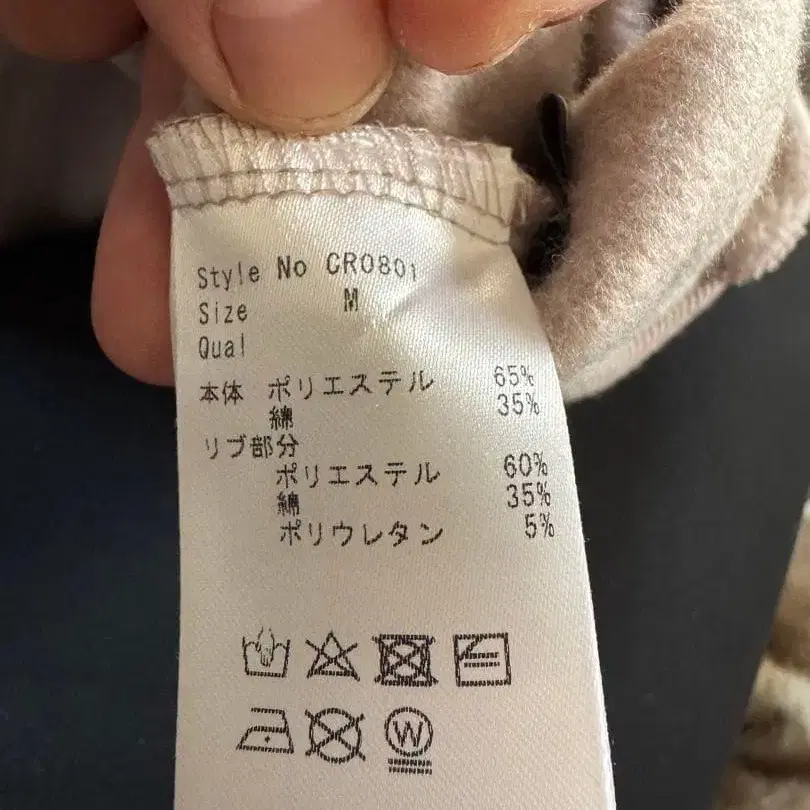 Style No CR0801
Size M
Qual
本体 ポリエステル 65%
綿 35%
リブ部分
ポリエステル 60%
綿 35%
ポリウレタン 5%
W